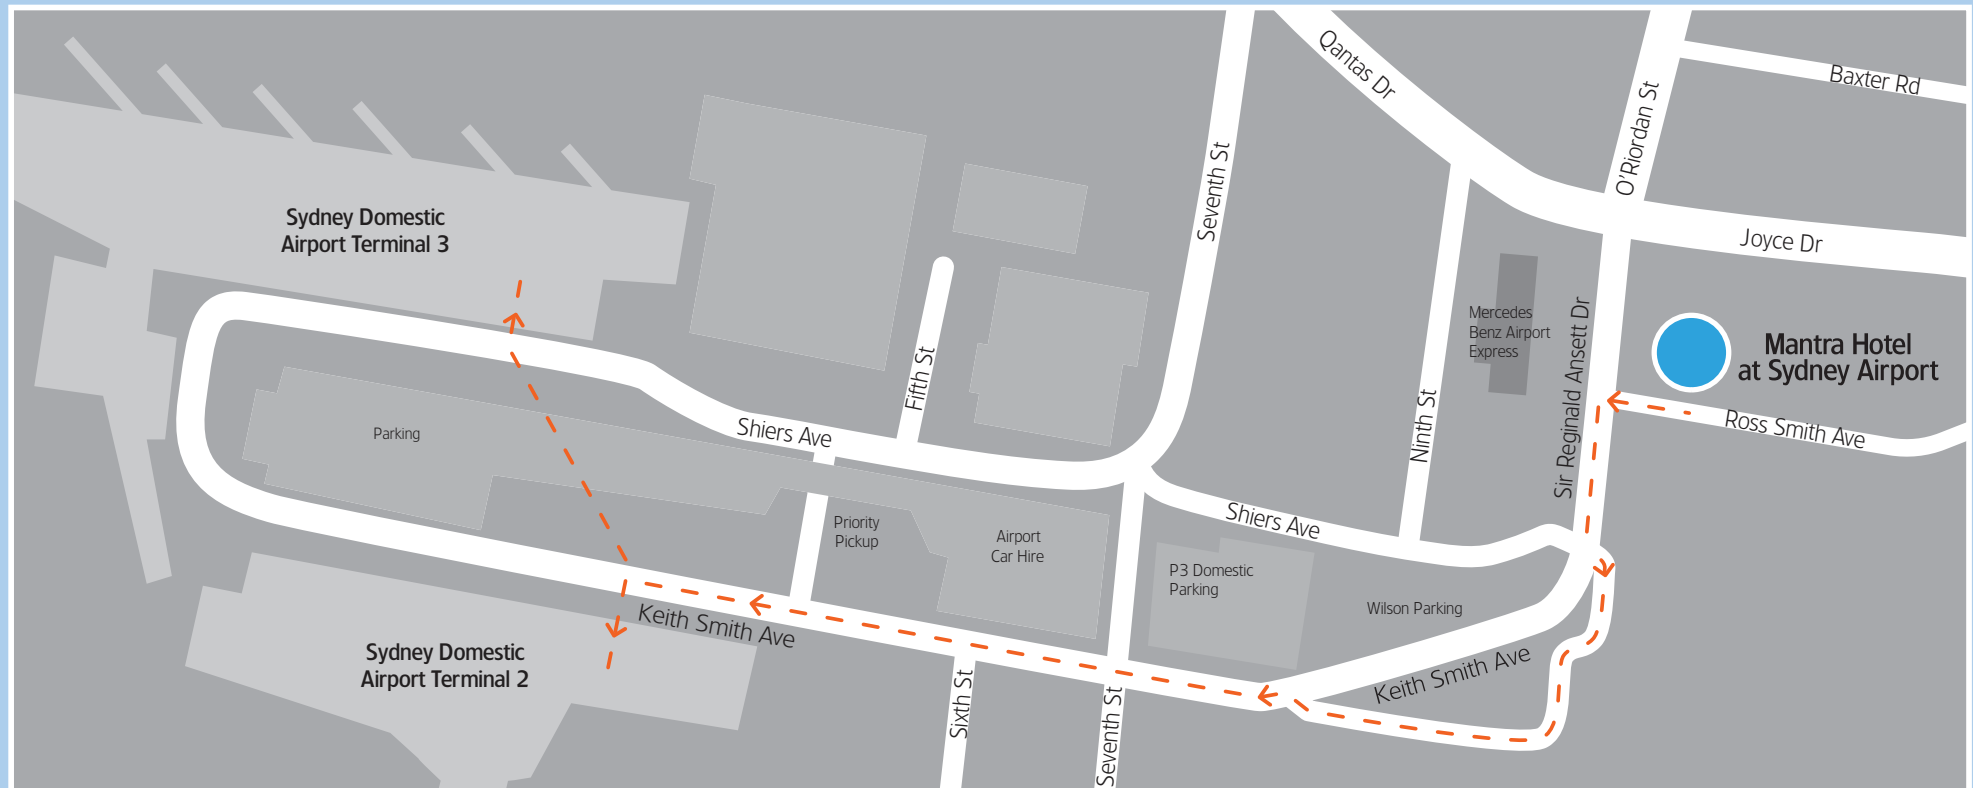 Qantas Dr
O'Riordan St
Baxter Rd
Seventh St
Sydney Domestic
Airport Terminal 3
Joyce Dr
Mercedes
Benz Airport
Express
Sir Reginald Ansett Dr
Mantra Hotel
at Sydney Airport
Fifth St
Ninth St
Parking
Shiers Ave
Ross Smith Ave
Shiers Ave
Priority
Pickup
Airport
Car Hire
P3 Domestic
Parking
Wilson Parking
Keith Smith Ave
Sydney Domestic
Airport Terminal 2
Keith Smith Ave
Sixth St
Seventh St